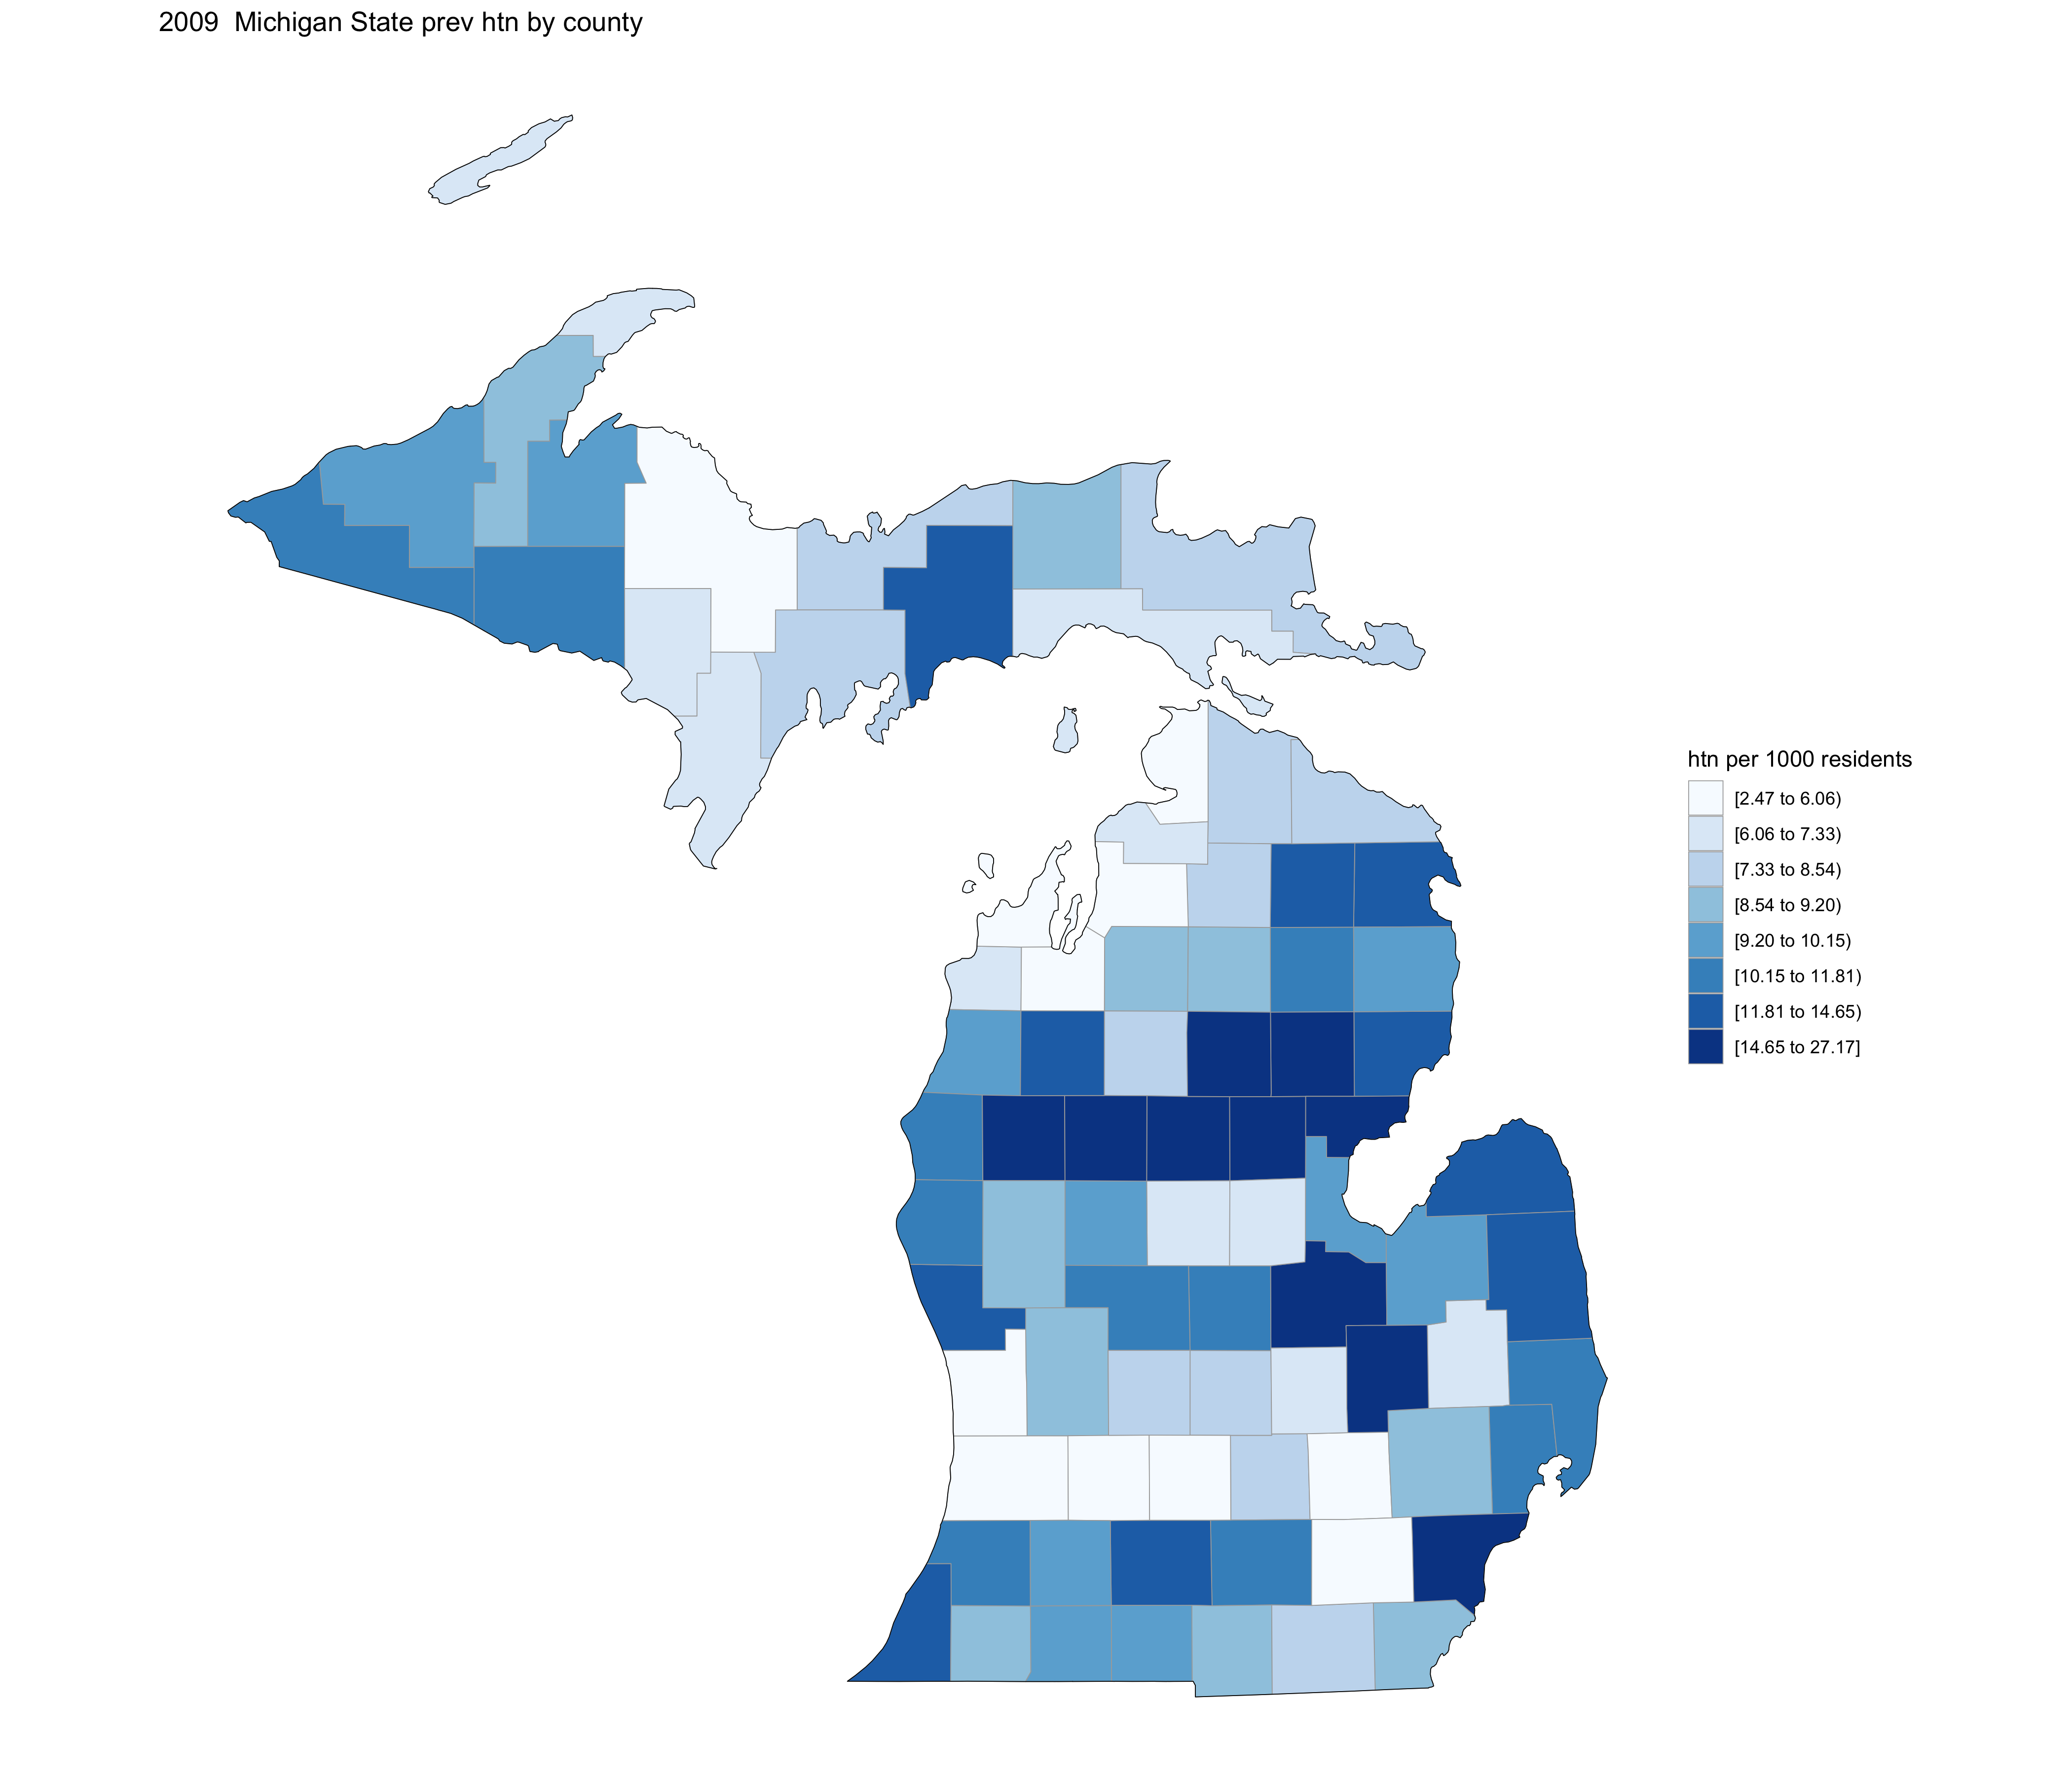 2009  Michigan State prev htn by county
htn per 1000 residents
[2.47 to 6.06)
[6.06 to 7.33)
[7.33 to 8.54)
[8.54 to 9.20)
[9.20 to 10.15)
[10.15 to 11.81)
[11.81 to 14.65)
[14.65 to 27.17]